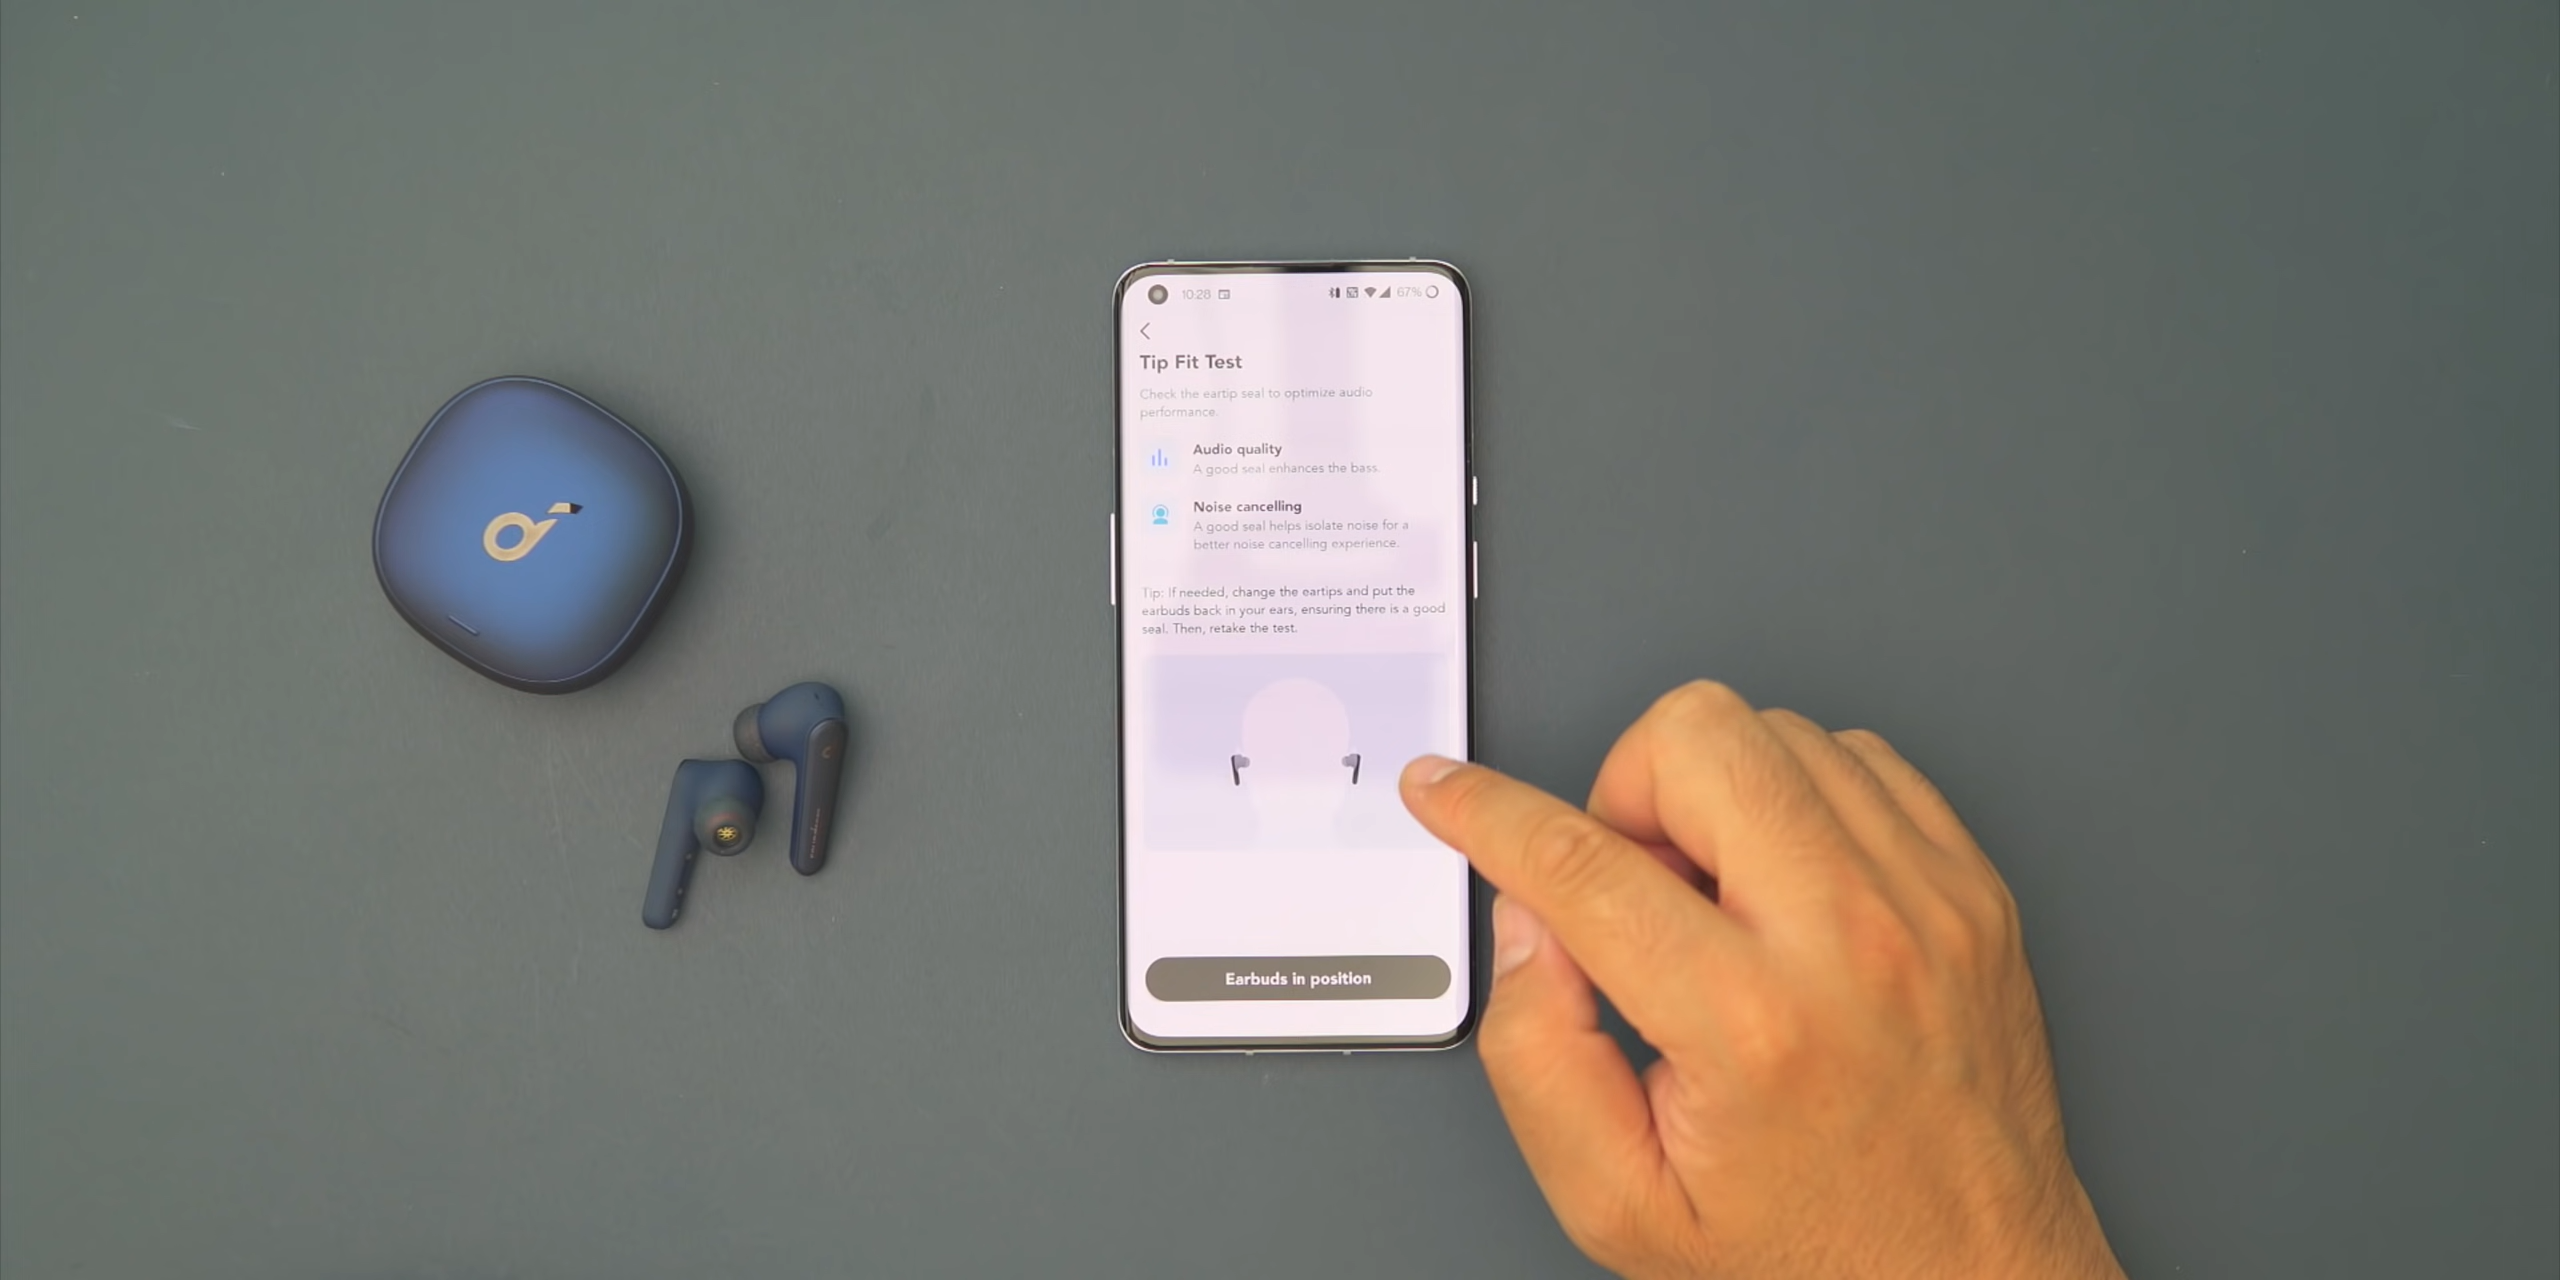 10:28
67%
Tip Fit Test
Check the eartip seal to optimize audio
performance.
Audio quality
A good seal enhances the bass.
Noise cancelling
A good seal helps isolate noise for a
better noise cancelling experience.
Tip: If needed, change the eartips and put the
earbuds back in your ears, ensuring there is a good
seal. Then, retake the test.
Earbuds in position